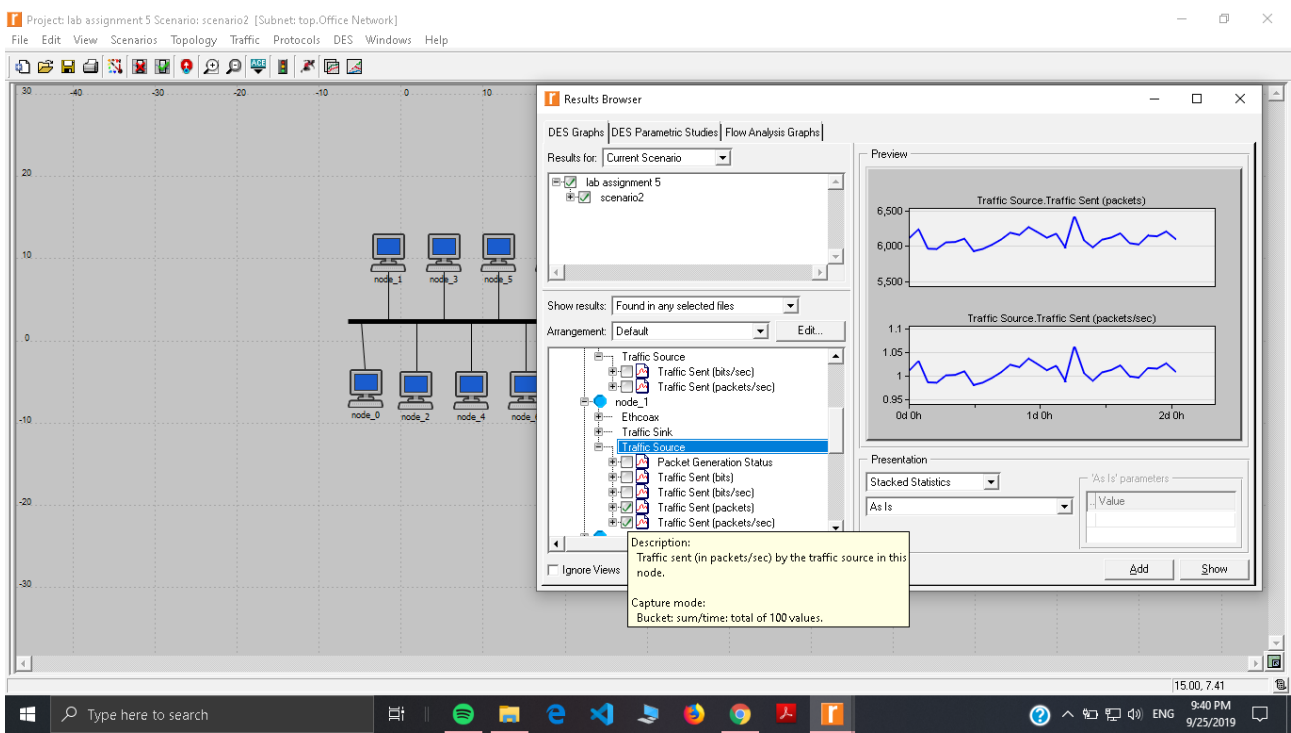 Project: lab assignment 5 Scenario: scenario2 [Subnet: top.Office Network]
File Edit View Scenarios Topology Traffic Protocols DES Windows Help
30 -40 -30 -20 -10 0 10
20
10
0
-10
-20
-30
node_1 node_3 node_5
node_0 node_2 node_4
Results Browser
DES Graphs DES Parametric Studies Flow Analysis Graphs
Results for: Current Scenario
lab assignment 5
scenario2
Show results: Found in any selected files
Arrangement: Default Edit...
Traffic Source
Traffic Sent (bits/sec)
Traffic Sent (packets/sec)
node_1
Ethcoax
Traffic Sink
Traffic Source
Packet Generation Status
Traffic Sent (bits)
Traffic Sent (bits/sec)
Traffic Sent (packets)
Traffic Sent (packets/sec)
Ignore Views
Description:
Traffic sent (in packets/sec) by the traffic source in this
node.
Capture mode:
Bucket: sum/time: total of 100 values.
Preview
Traffic Source.Traffic Sent (packets)
6,500
6,000
5,500
Traffic Source.Traffic Sent (packets/sec)
1.1
1.05
1
0.95
0d 0h 1d 0h 2d 0h
Presentation
Stacked Statistics
As Is
'As Is' parameters
Value
Add Show
15.00, 7.41
Type here to search
ENG
9:40 PM
9/25/2019